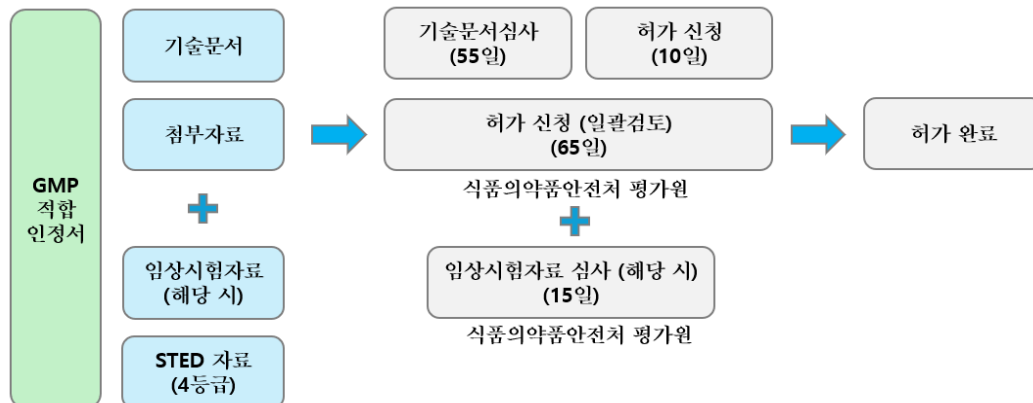 GMP
적합
인정서
기술문서
첨부자료
임상시험자료
(해당 시)
STED 자료
(4등급)
기술문서심사
(55일)
허가 신청
(10일)
허가 신청 (일괄검토)
(65일)
식품의약품안전처 평가원
임상시험자료 심사 (해당 시)
(15일)
식품의약품안전처 평가원
허가 완료